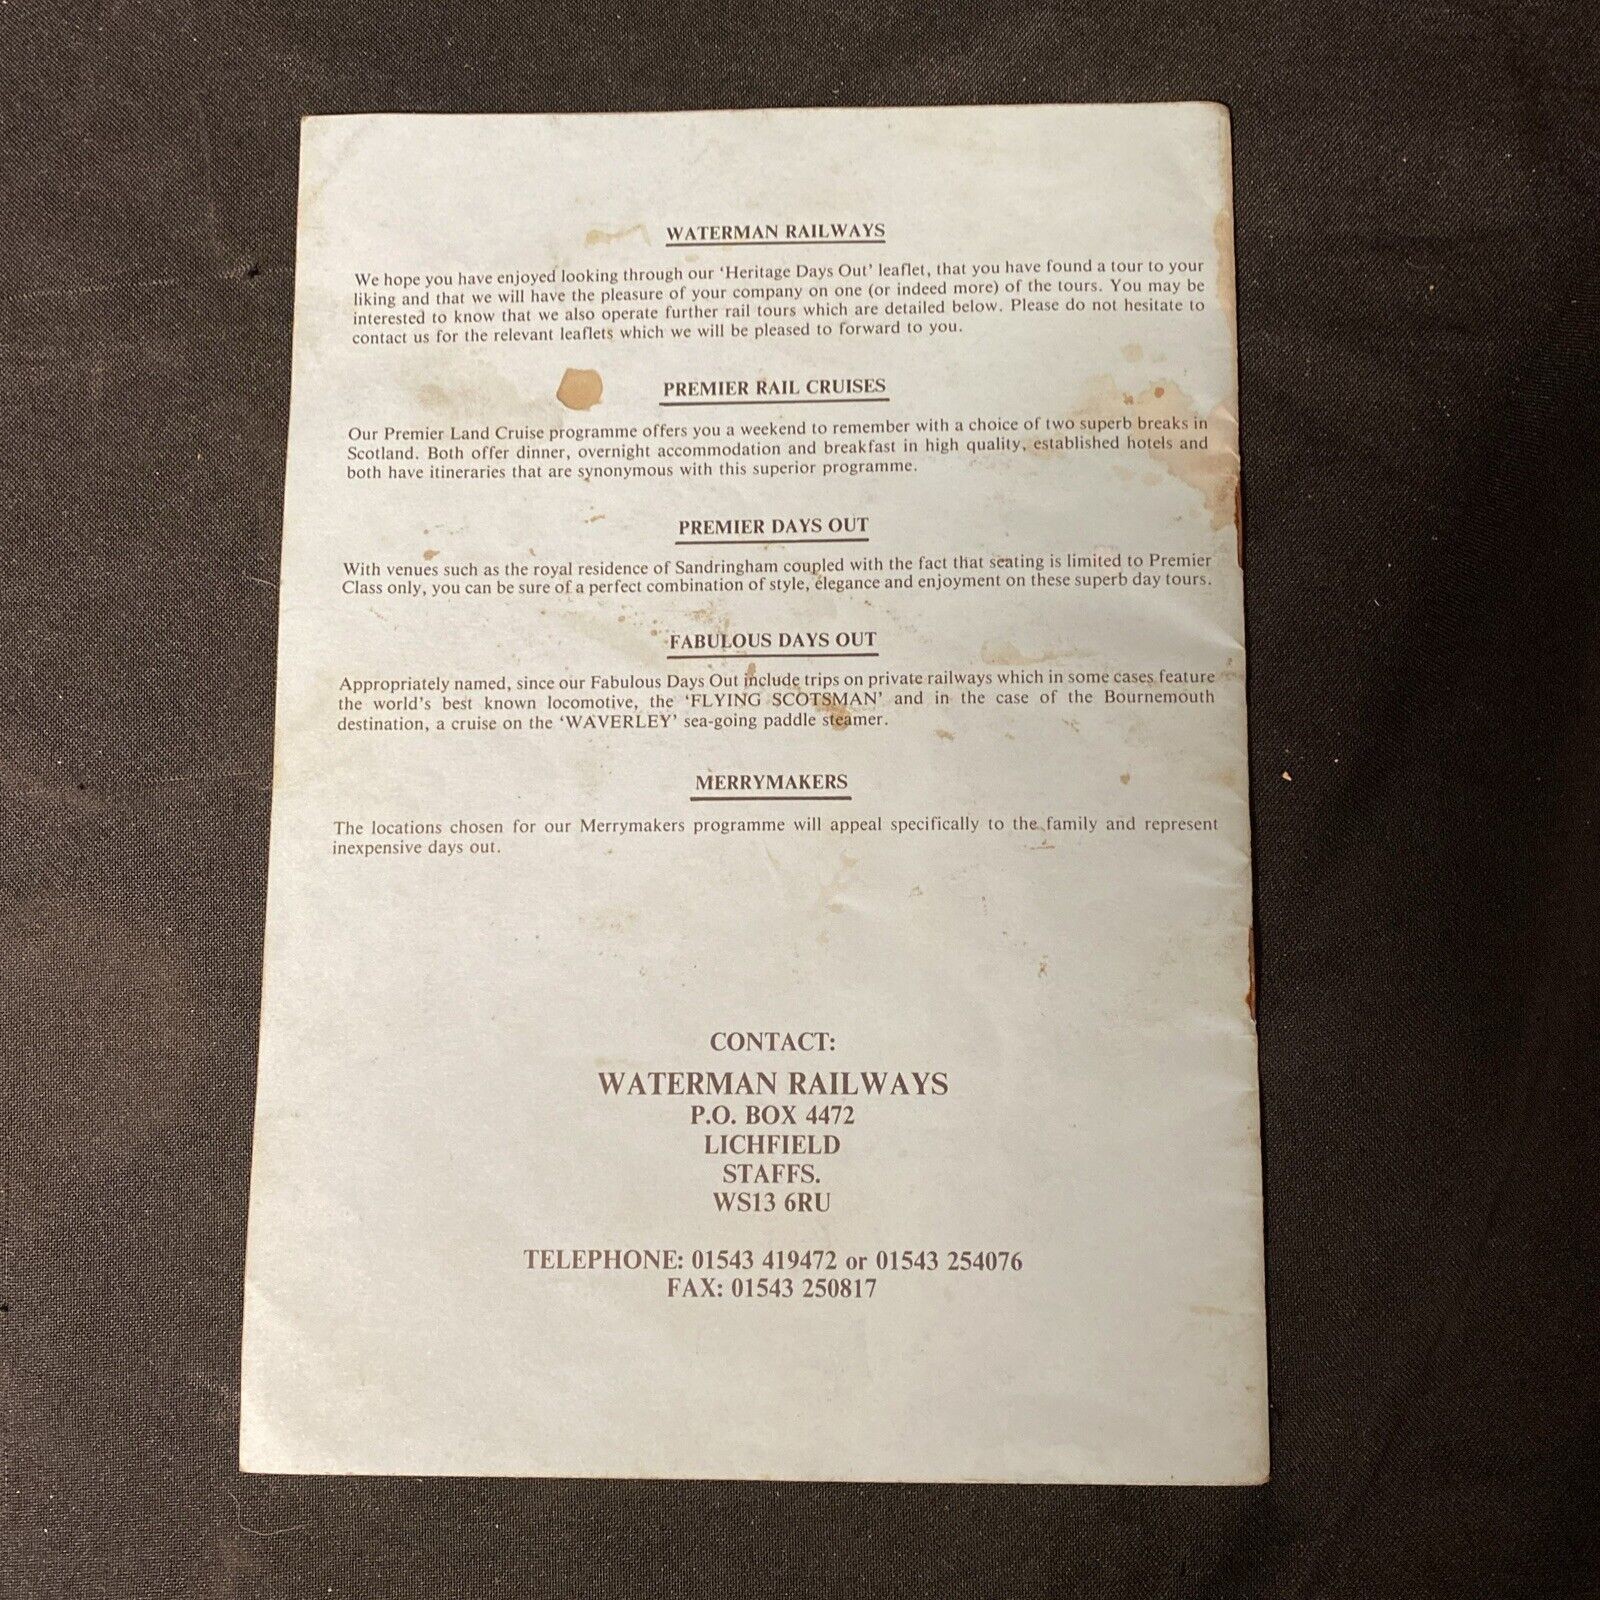 WATERMAN RAILWAYS
We hope you have enjoyed looking through our ‘Heritage Days Out’ leaflet, that you have found a tour to your
liking and that we will have the pleasure of your company on one (or indeed more) of the tours. You may be
interested to know that we also operate further rail tours which are detailed below. Please do not hesitate to
contact us for the relevant leaflets which we will be pleased to forward to you.
PREMIER RAIL CRUISES
Our Premier Land Cruise programme offers you a weekend to remember with a choice of two superb breaks in
Scotland. Both offer dinner, overnight accommodation and breakfast in high quality, established hotels and
both have itineraries that are synonymous with this superior programme.
PREMIER DAYS OUT
With venues such as the royal residence of Sandringham coupled with the fact that seating is limited to Premier
Class only, you can be sure of a perfect combination of style, elegance and enjoyment on these superb day tours.
FABULOUS DAYS OUT
Appropriately named, since our Fabulous Days Out include trips on private railways which in some cases feature
the world’s best known locomotive, the ‘FLYING SCOTSMAN’ and in the case of the Bournemouth
destination, a cruise on the ‘WAVERLEY’ sea-going paddle steamer.
MERRYMAKERS
The locations chosen for our Merrymakers programme will appeal specifically to the family and represent
inexpensive days out.
CONTACT:
WATERMAN RAILWAYS
P.O. BOX 4472
LICHFIELD
STAFFS.
WS13 6RU
TELEPHONE: 01543 419472 or 01543 254076
FAX: 01543 250817